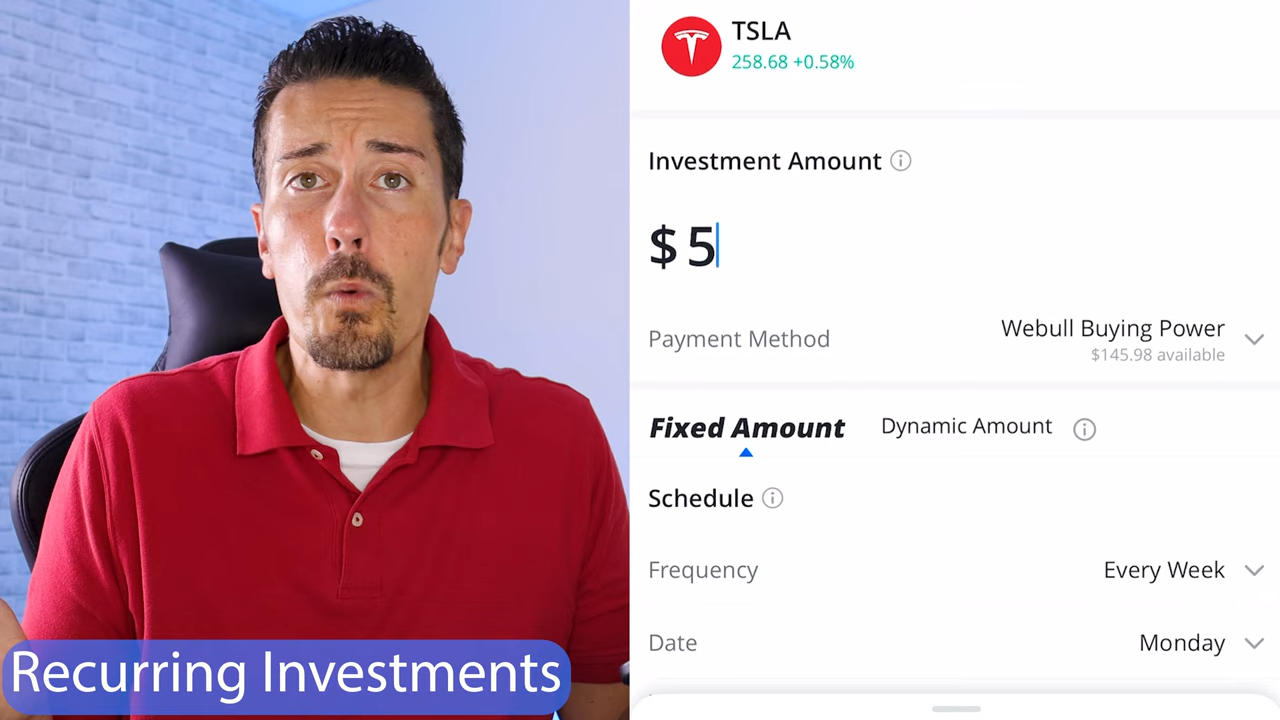 TSLA
258.68 +0.58%
Investment Amount
$ 5
Payment Method
Webull Buying Power
$145.98 available
Fixed Amount Dynamic Amount
Schedule
Frequency Every Week
Date Monday
Recurring Investments